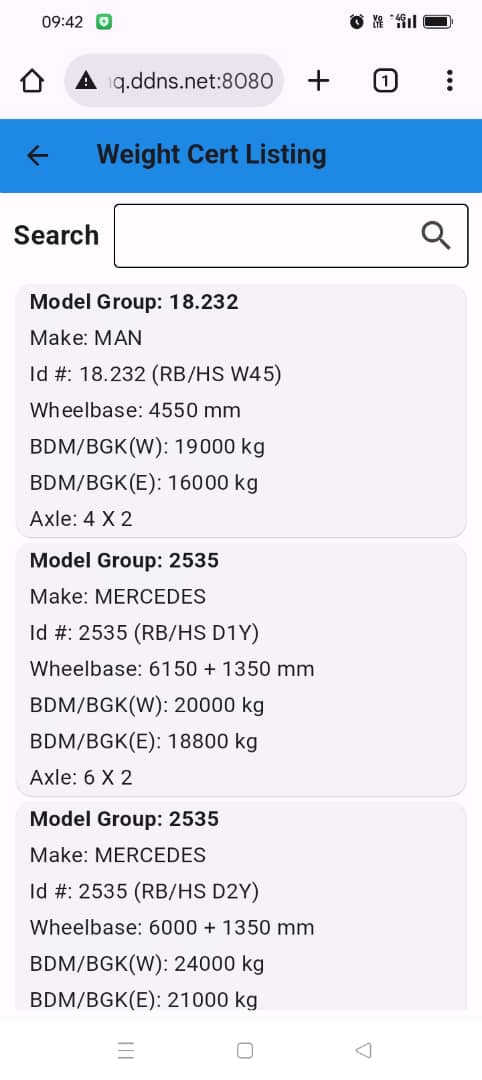 09:42
VO LTE 4G
nq.ddns.net:8080
1
Weight Cert Listing
Search
Model Group: 18.232
Make: MAN
Id #: 18.232 (RB/HS W45)
Wheelbase: 4550 mm
BDM/BGK(W): 19000 kg
BDM/BGK(E): 16000 kg
Axle: 4 X 2
Model Group: 2535
Make: MERCEDES
Id #: 2535 (RB/HS D1Y)
Wheelbase: 6150 + 1350 mm
BDM/BGK(W): 20000 kg
BDM/BGK(E): 18800 kg
Axle: 6 X 2
Model Group: 2535
Make: MERCEDES
Id #: 2535 (RB/HS D2Y)
Wheelbase: 6000 + 1350 mm
BDM/BGK(W): 24000 kg
BDM/BGK(E): 21000 kg